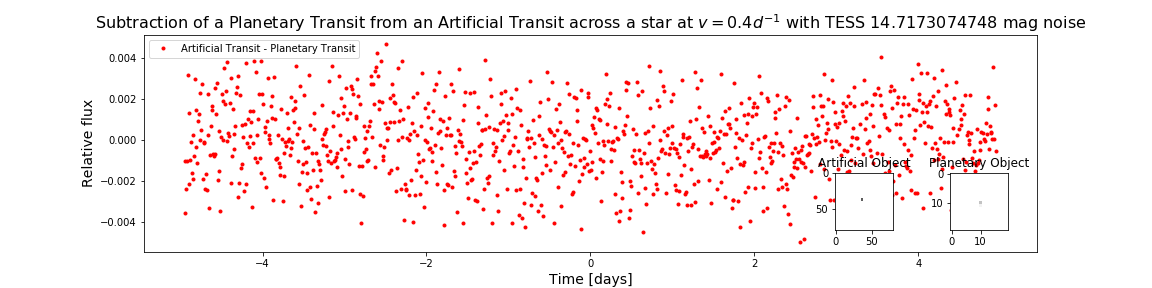 Subtraction of a Planetary Transit from an Artificial Transit across a star at v = 0.4d⁻¹ with TESS 14.7173074748 mag noise
Artificial Transit - Planetary Transit
Relative flux
0.004
0.002
0.000
−0.002
−0.004
Artificial Object
0
50
0 50
Planetary Object
0
10
0 10
−4 −2 0 2 4
Time [days]